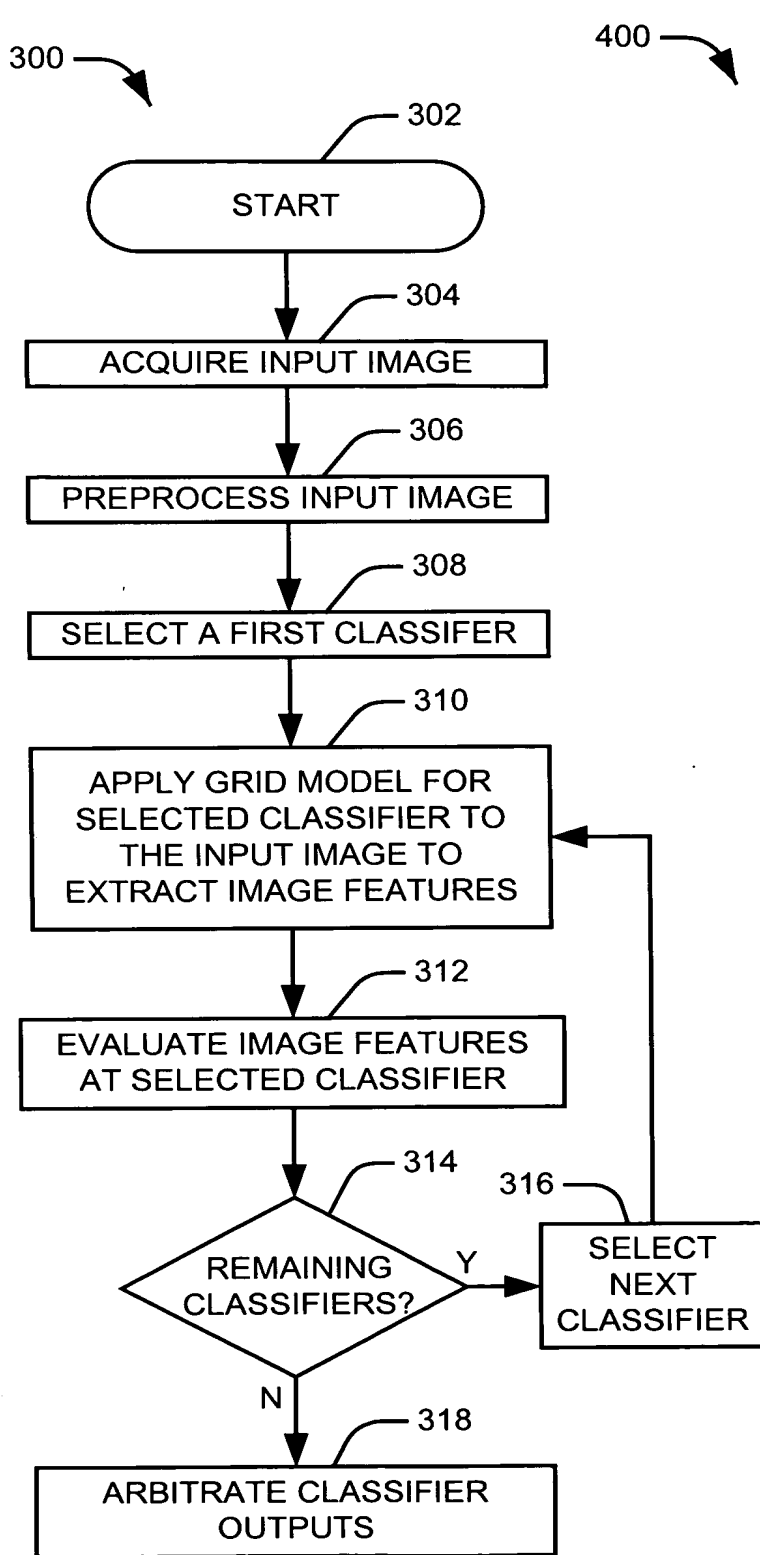 300
400
302
START
304
ACQUIRE INPUT IMAGE
306
PREPROCESS INPUT IMAGE
308
SELECT A FIRST CLASSIFER
310
APPLY GRID MODEL FOR
SELECTED CLASSIFIER TO
THE INPUT IMAGE TO
EXTRACT IMAGE FEATURES
312
EVALUATE IMAGE FEATURES
AT SELECTED CLASSIFIER
314
REMAINING
CLASSIFIERS?
Y
316
SELECT
NEXT
CLASSIFIER
N
318
ARBITRATE CLASSIFIER
OUTPUTS